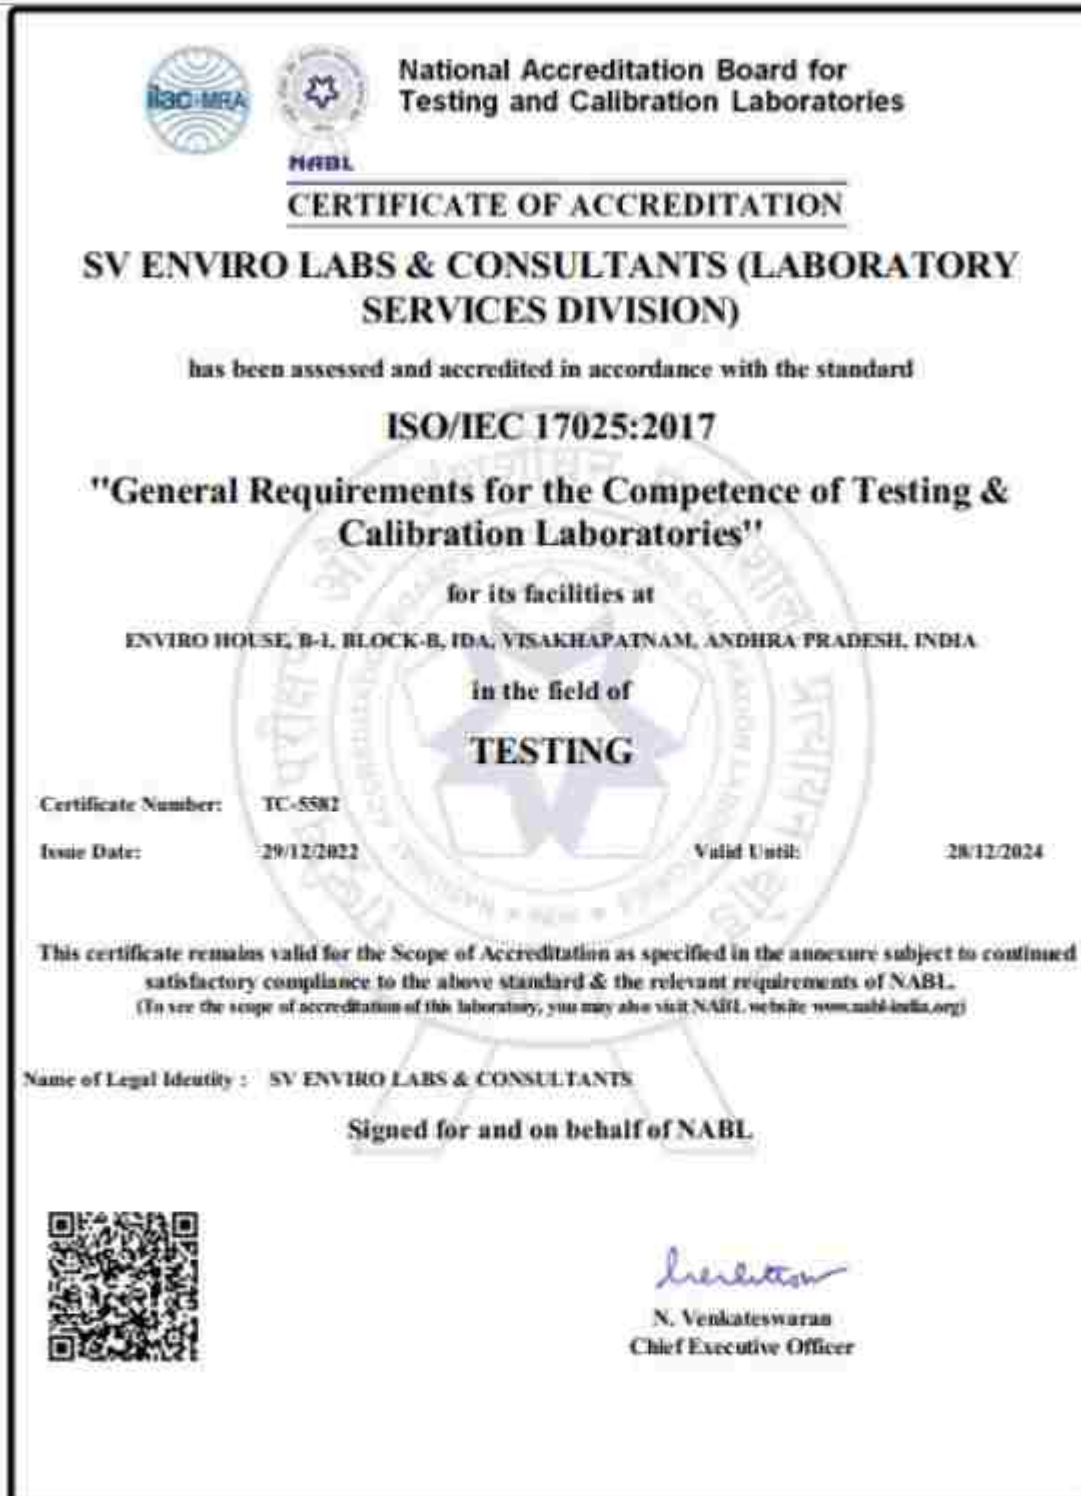 ilac-MRA
NABL
National Accreditation Board for
Testing and Calibration Laboratories
CERTIFICATE OF ACCREDITATION
SV ENVIRO LABS & CONSULTANTS (LABORATORY
SERVICES DIVISION)
has been assessed and accredited in accordance with the standard
ISO/IEC 17025:2017
"General Requirements for the Competence of Testing &
Calibration Laboratories"
for its facilities at
ENVIRO HOUSE, B-1, BLOCK-B, IDA, VISAKHAPATNAM, ANDHRA PRADESH, INDIA
in the field of
TESTING
Certificate Number: TC-5582
Issue Date: 29/12/2022 Valid Until: 28/12/2024
This certificate remains valid for the Scope of Accreditation as specified in the annexure subject to continued
satisfactory compliance to the above standard & the relevant requirements of NABL.
(To see the scope of accreditation of this laboratory, you may also visit NABL website www.nabl-india.org)
Name of Legal Identity : SV ENVIRO LABS & CONSULTANTS
Signed for and on behalf of NABL
N. Venkateswaran
Chief Executive Officer